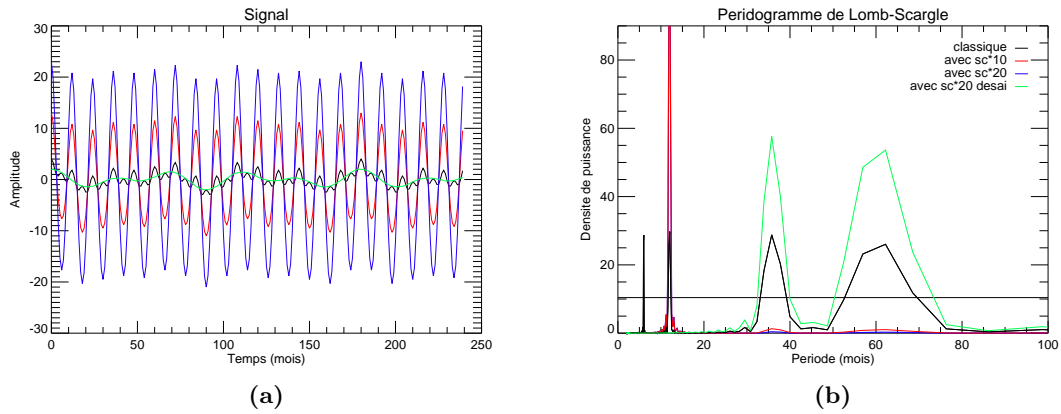 Signal
30
20
10
0
-10
-20
-30
Amplitude
0 50 100 150 200 250
Temps (mois)
(a)
Peridogramme de Lomb-Scargle
classique
avec sc*10
avec sc*20
avec sc*20 desai
80
60
40
20
0
Densite de puissance
0 20 40 60 80 100
Periode (mois)
(b)